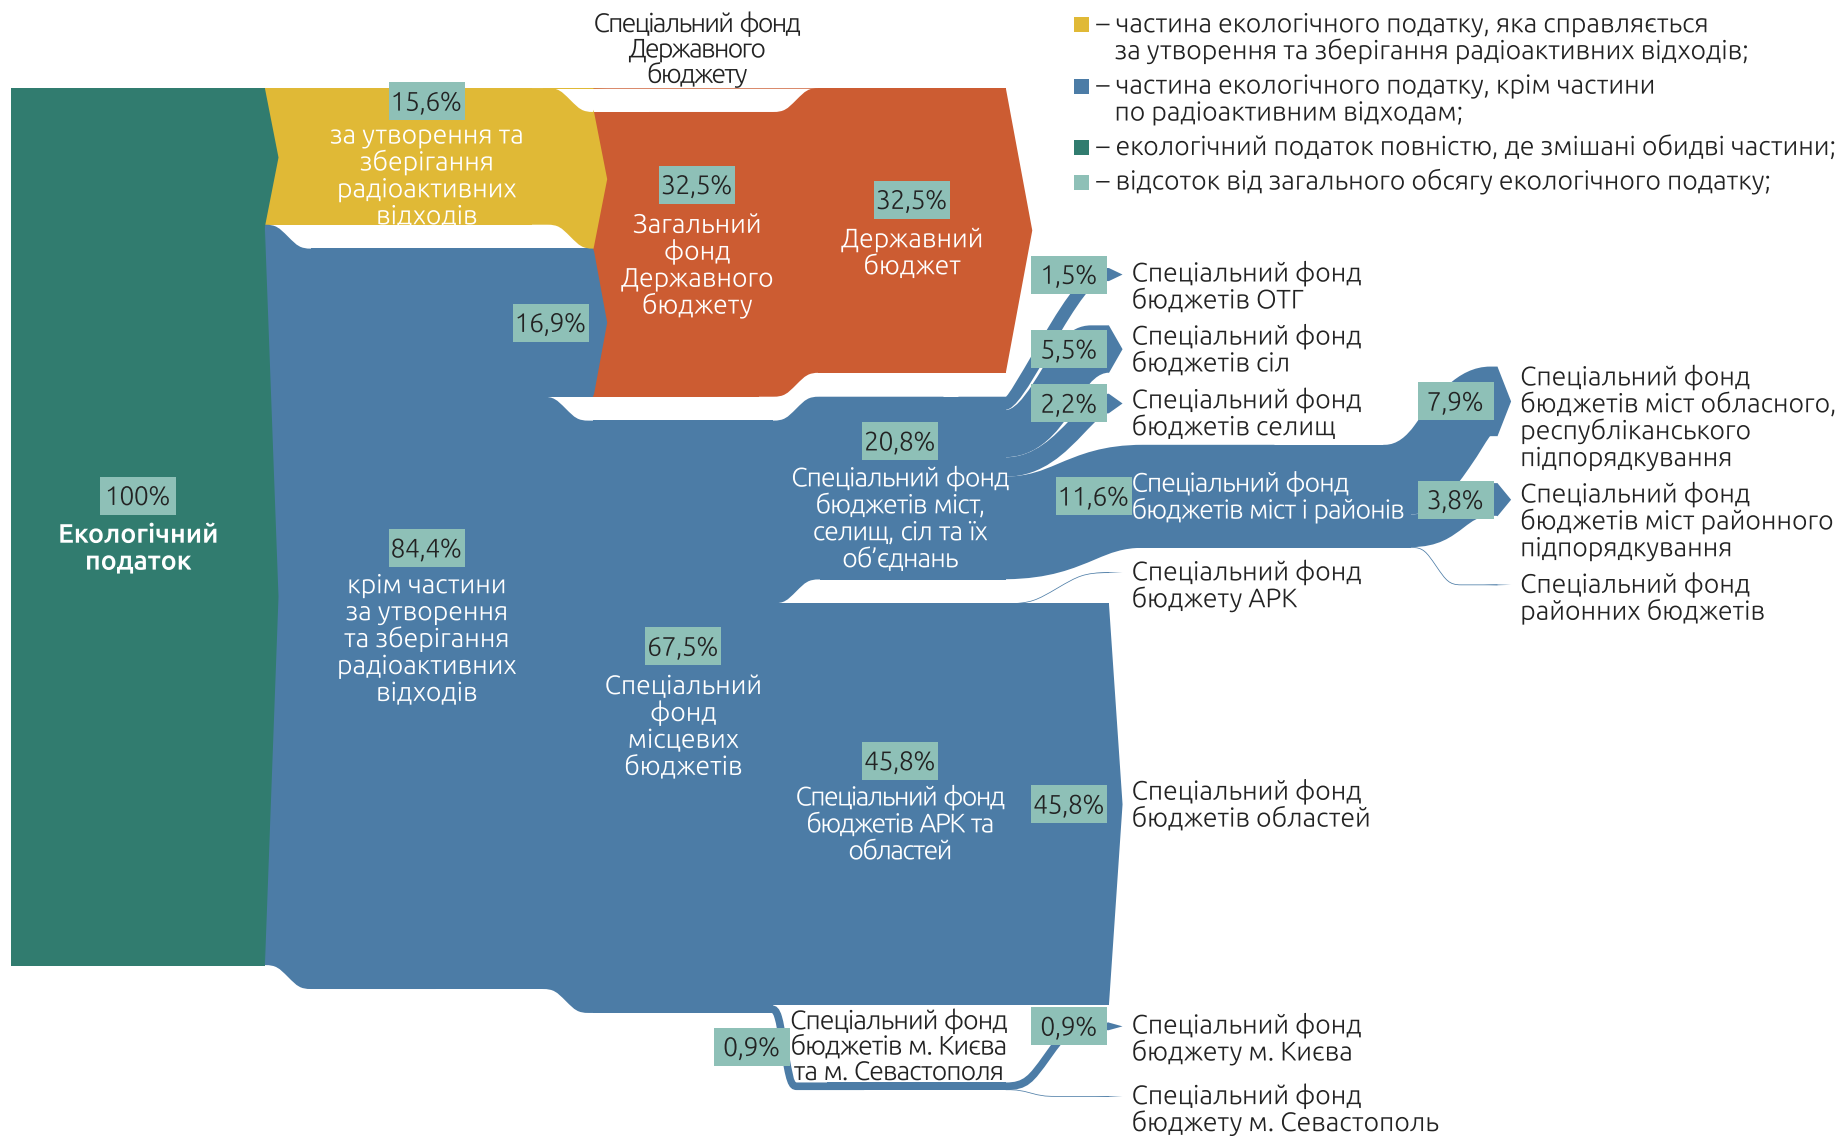 Спеціальний фонд
Державного
бюджету
– частина екологічного податку, яка справляється
за утворення та зберігання радіоактивних відходів;
– частина екологічного податку, крім частини
по радіоактивним відходам;
– екологічний податок повністю, де змішані обидві частини;
– відсоток від загального обсягу екологічного податку;
100%
Екологічний
податок
15,6%
за утворення та
зберігання
радіоактивних
відходів
84,4%
крім частини
за утворення
та зберігання
радіоактивних
відходів
16,9%
32,5%
Загальний
фонд
Державного
бюджету
32,5%
Державний
бюджет
67,5%
Спеціальний
фонд
місцевих
бюджетів
20,8%
Спеціальний фонд
бюджетів міст,
селищ, сіл та їх
об’єднань
45,8%
Спеціальний фонд
бюджетів АРК та
областей
0,9%
Спеціальний фонд
бюджетів м. Києва
та м. Севастополя
1,5%
Спеціальний фонд
бюджетів ОТГ
5,5%
Спеціальний фонд
бюджетів сіл
2,2%
Спеціальний фонд
бюджетів селищ
11,6%
Спеціальний фонд
бюджетів міст і районів
Спеціальний фонд
бюджету АРК
45,8%
Спеціальний фонд
бюджетів областей
0,9%
Спеціальний фонд
бюджету м. Києва
Спеціальний фонд
бюджету м. Севастополь
7,9%
Спеціальний фонд
бюджетів міст обласного,
республіканського
підпорядкування
3,8%
Спеціальний фонд
бюджетів міст районного
підпорядкування
Спеціальний фонд
районних бюджетів